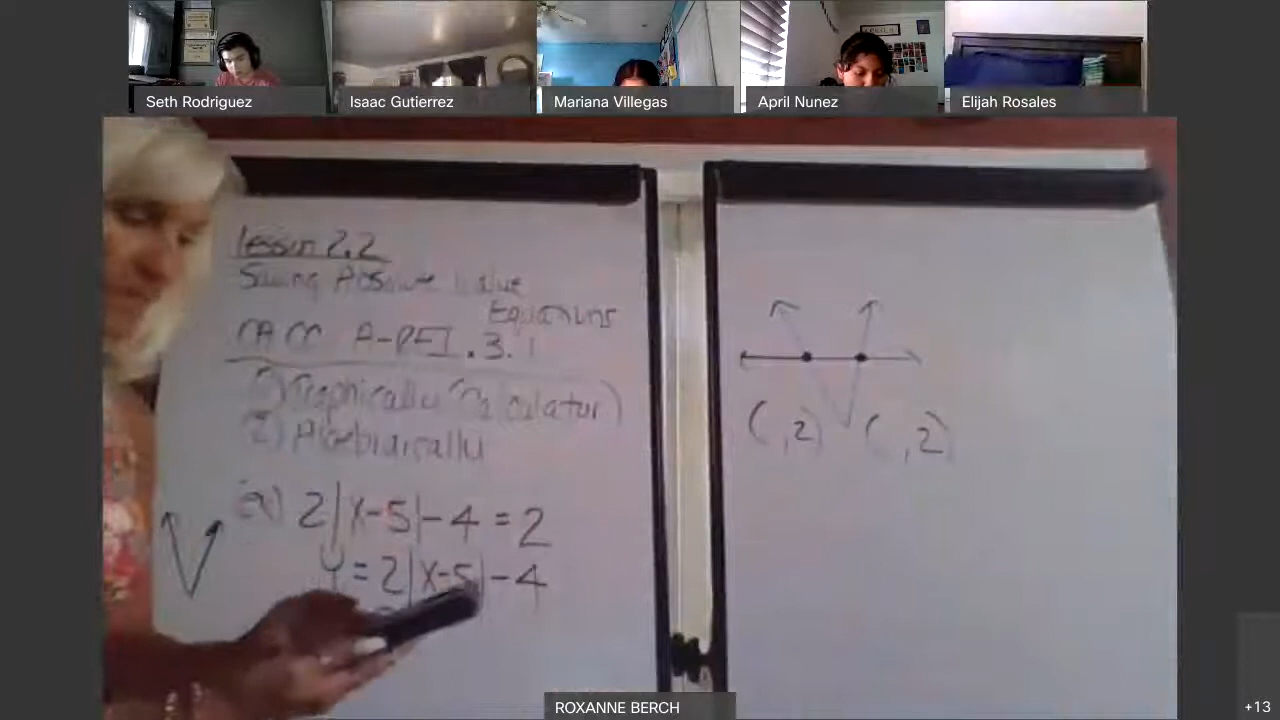 Seth Rodriguez
Isaac Gutierrez
Mariana Villegas
April Nunez
Elijah Rosales
lesson 2.2
Solving Absolute Value
Equations
CACC A-REI.3.1
1) Graphically (Calculator)
2) Algebraically
ex) 2|x-5|-4=2
y=2|x-5|-4
( ,2) ( ,2)
ROXANNE BERCH
+13